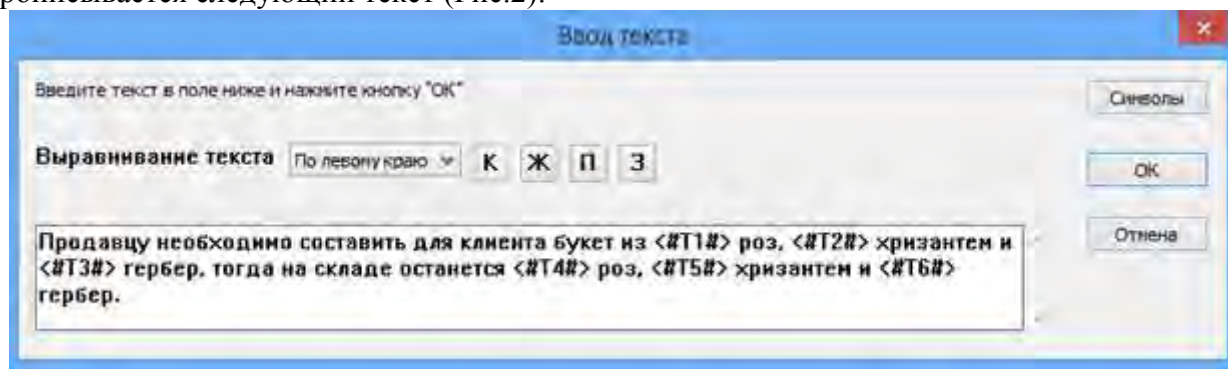 рописывается следующий текст (Рис.2).
Ввод текста
Введите текст в поле ниже и нажмите кнопку "ОК"
Символы
Выравнивание текста По левому краю К Ж П З
ОК
Отмена
Продавцу необходимо составить для клиента букет из <#T1#> роз, <#T2#> хризантем и
<#T3#> гербер, тогда на складе останется <#T4#> роз, <#T5#> хризантем и <#T6#>
гербер.